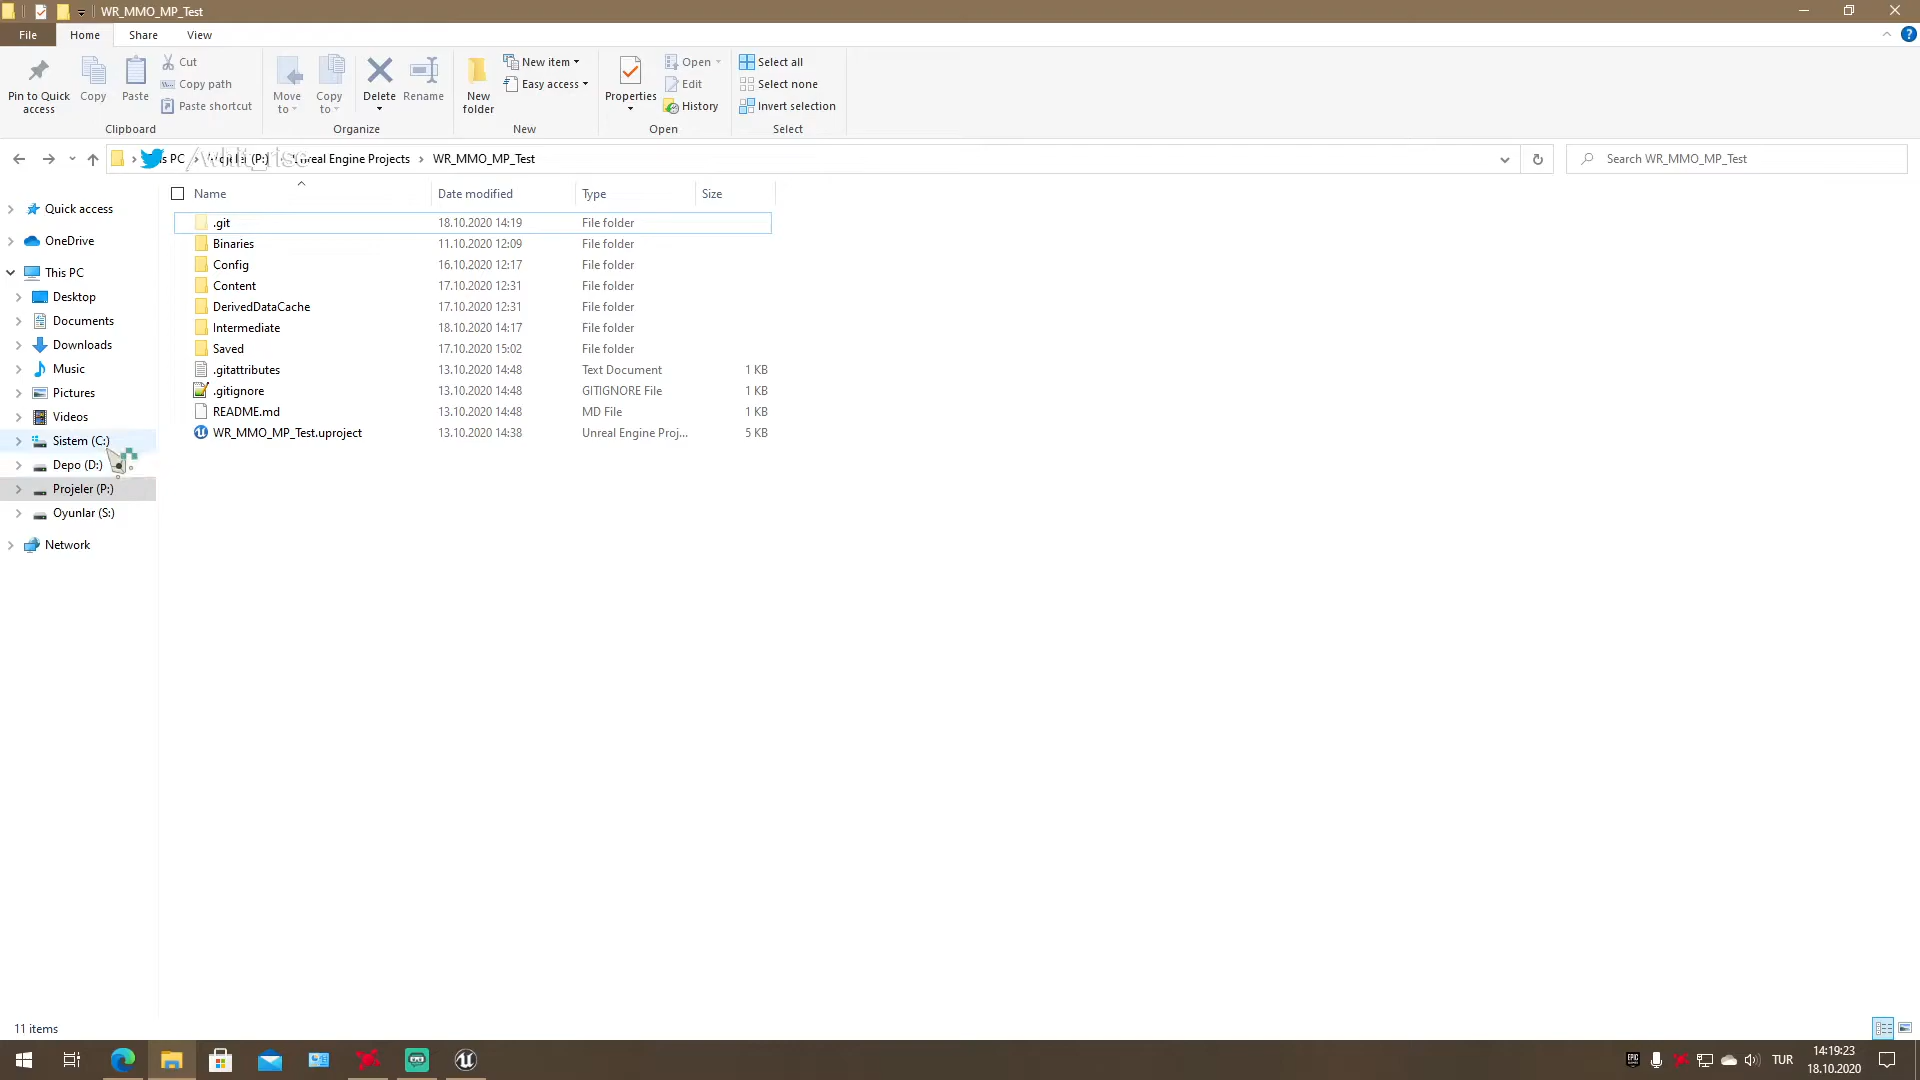 WR_MMO_MP_Test
File Home Share View
Pin to Quick access
Copy
Paste
Cut
Copy path
Paste shortcut
Clipboard
Move to
Copy to
Delete
Rename
Organize
New folder
New item
Easy access
New
Properties
Open
Edit
History
Open
Select all
Select none
Invert selection
Select
Unreal Engine Projects WR_MMO_MP_Test
Search WR_MMO_MP_Test
Quick access
OneDrive
This PC
Desktop
Documents
Downloads
Music
Pictures
Videos
Sistem (C:)
Depo (D:)
Projeler (P:)
Oyunlar (S:)
Network
Name Date modified Type Size
.git 18.10.2020 14:19 File folder
Binaries 11.10.2020 12:09 File folder
Config 16.10.2020 12:17 File folder
Content 17.10.2020 12:31 File folder
DerivedDataCache 17.10.2020 12:31 File folder
Intermediate 18.10.2020 14:17 File folder
Saved 17.10.2020 15:02 File folder
.gitattributes 13.10.2020 14:48 Text Document 1 KB
.gitignore 13.10.2020 14:48 GITIGNORE File 1 KB
README.md 13.10.2020 14:48 MD File 1 KB
WR_MMO_MP_Test.uproject 13.10.2020 14:38 Unreal Engine Proj... 5 KB
11 items
TUR
14:19:23
18.10.2020